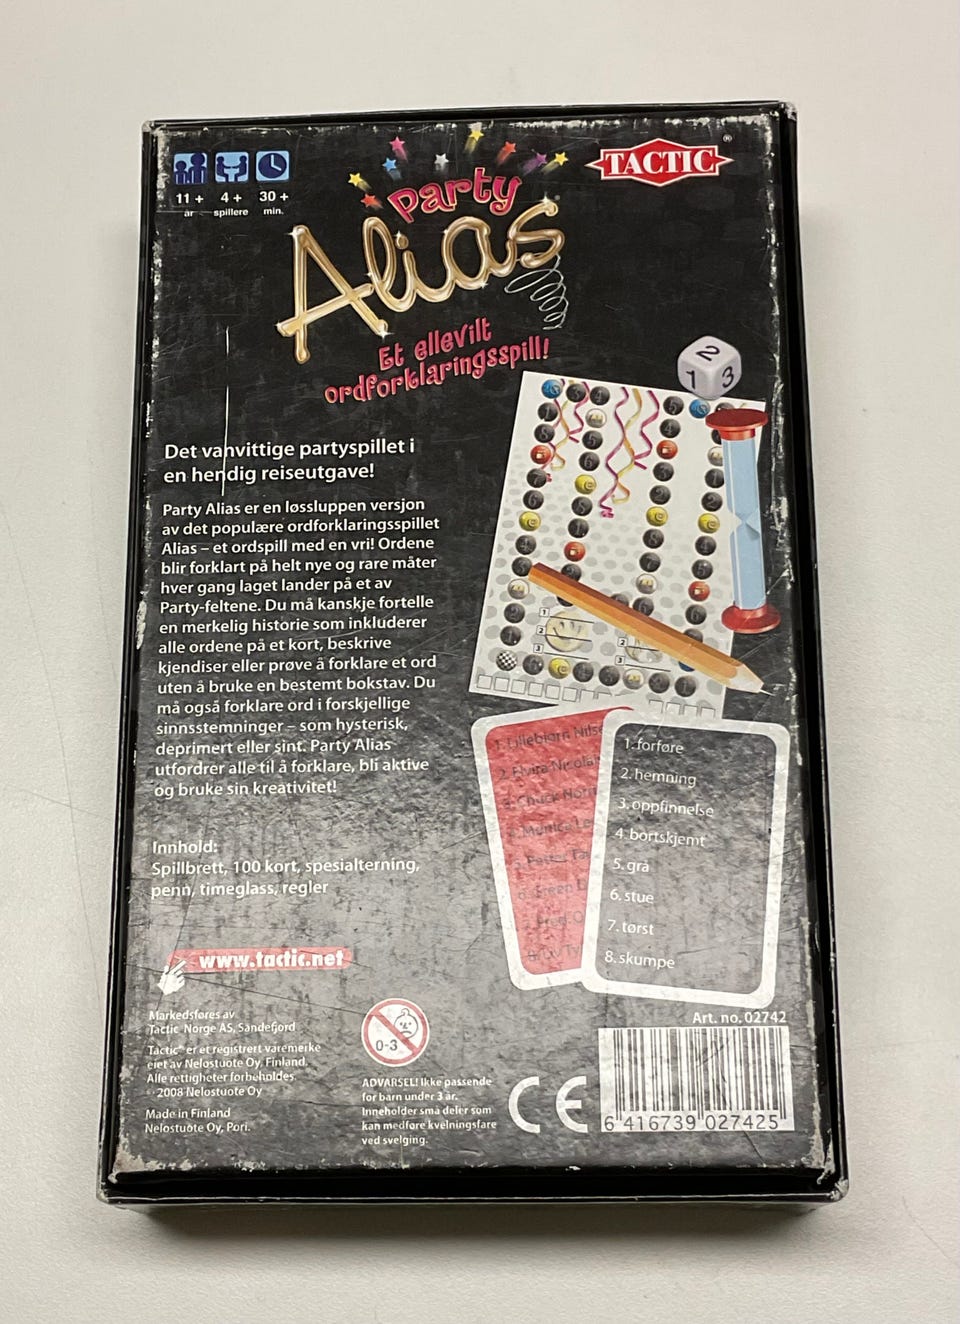 11 +
år
4 +
spillere
30 +
min.
Party
Alias
TACTIC®
Et ellevilt
ordforklaringsspill!
2
1 3
Det vanvittige partyspillet i
en hendig reiseutgave!
Party Alias er en løssluppen versjon
av det populære ordforklaringsspillet
Alias – et ordspill med en vri! Ordene
blir forklart på helt nye og rare måter
hver gang laget lander på et av
Party-feltene. Du må kanskje fortelle
en merkelig historie som inkluderer
alle ordene på et kort, beskrive
kjendiser eller prøve å forklare et ord
uten å bruke en bestemt bokstav. Du
må også forklare ord i forskjellige
sinnsstemninger – som hysterisk,
deprimert eller sint. Party Alias
utfordrer alle til å forklare, bli aktive
og bruke sin kreativitet!
Innhold:
Spillbrett, 100 kort, spesialterning,
penn, timeglass, regler
1. Lillebjørn Nilse
2. Elvira Nikola
3. Chuck Norr
1. forføre
2. hemning
3. oppfinnelse
4. bortskjemt
5. grå
6. stue
7. tørst
8. skumpe
www.tactic.net
Markedsføres av
Tactic Norge AS, Sandefjord
Tactic® er et registrert varemerke
eiet av Nelostuote Oy, Finland.
Alle rettigheter forbeholdes.
2008 Nelostuote Oy
Made in Finland
Nelostuote Oy, Pori.
0-3
ADVARSEL! Ikke passende
for barn under 3 år.
Inneholder små deler som
kan medføre kvelningsfare
ved svelging.
CE
Art. no. 02742
6 416739 027425